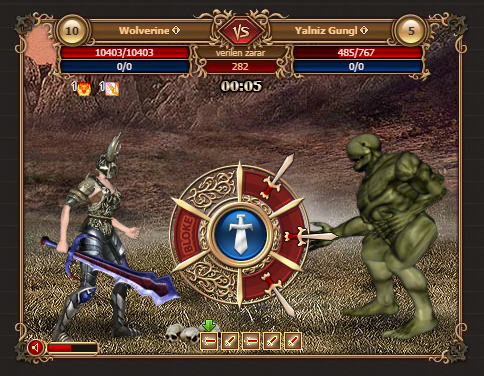 10 Wolverine VS Yalniz Gungl 5
10403/10403 verilen zarar 485/767
0/0 282 0/0
1 1 00:05
BLOKE